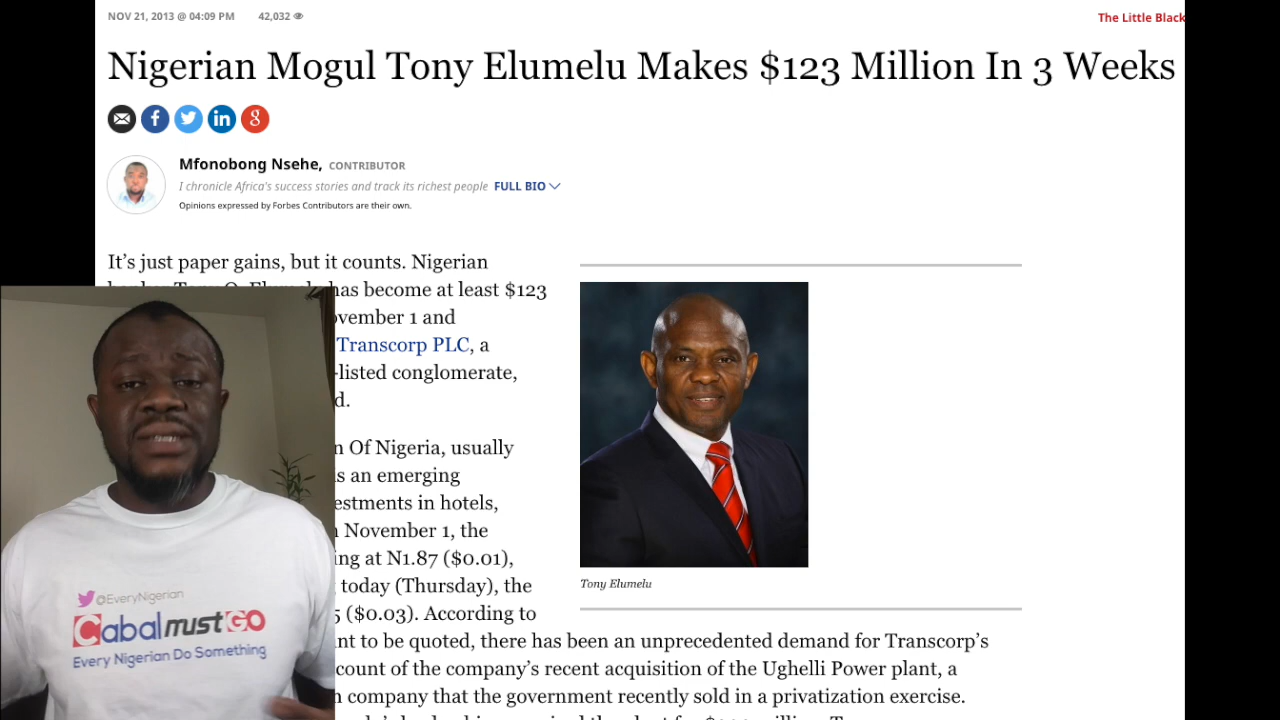 NOV 21, 2013 @ 04:09 PM 42,032
The Little Black
Nigerian Mogul Tony Elumelu Makes $123 Million In 3 Weeks
f in 8
Mfonobong Nsehe, CONTRIBUTOR
I chronicle Africa's success stories and track its richest people FULL BIO
Opinions expressed by Forbes Contributors are their own.
It's just paper gains, but it counts. Nigerian
has become at least $123
November 1 and
Transcorp PLC, a
-listed conglomerate,
Of Nigeria, usually
as an emerging
in hotels,
November 1, the
at N1.87 ($0.01),
today (Thursday), the
($0.03). According to
to be quoted, there has been an unprecedented demand for Transcorp's
of the company's recent acquisition of the Ughelli Power plant, a
company that the government recently sold in a privatization exercise.
Tony Elumelu
@EveryNigerian
CabalmustGO
Every Nigerian Do Something